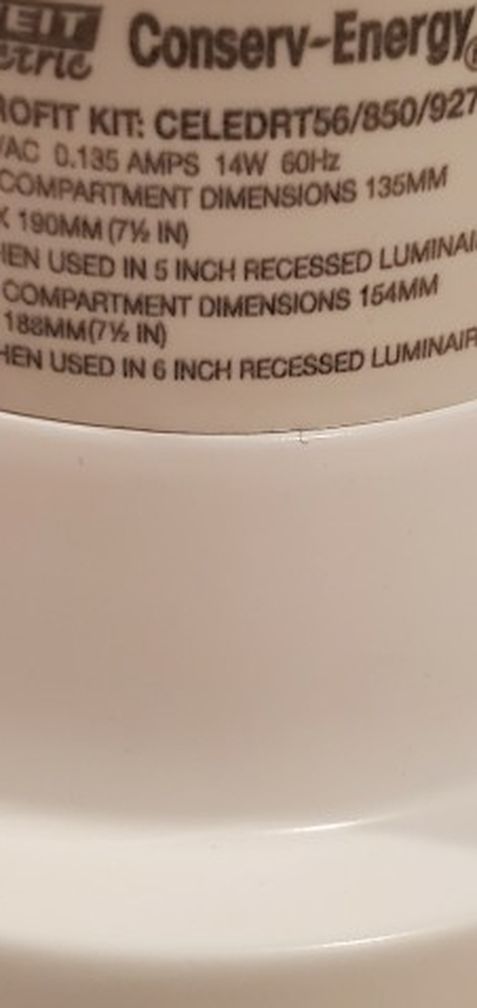 EIT Conserv-Energy®
ctric
ROFIT KIT: CELEDRT56/850/927
VAC 0.135 AMPS 14W 60Hz
COMPARTMENT DIMENSIONS 135MM
X 190MM (7½ IN)
HEN USED IN 5 INCH RECESSED LUMINAI
COMPARTMENT DIMENSIONS 154MM
188MM(7½ IN)
HEN USED IN 6 INCH RECESSED LUMINAIR